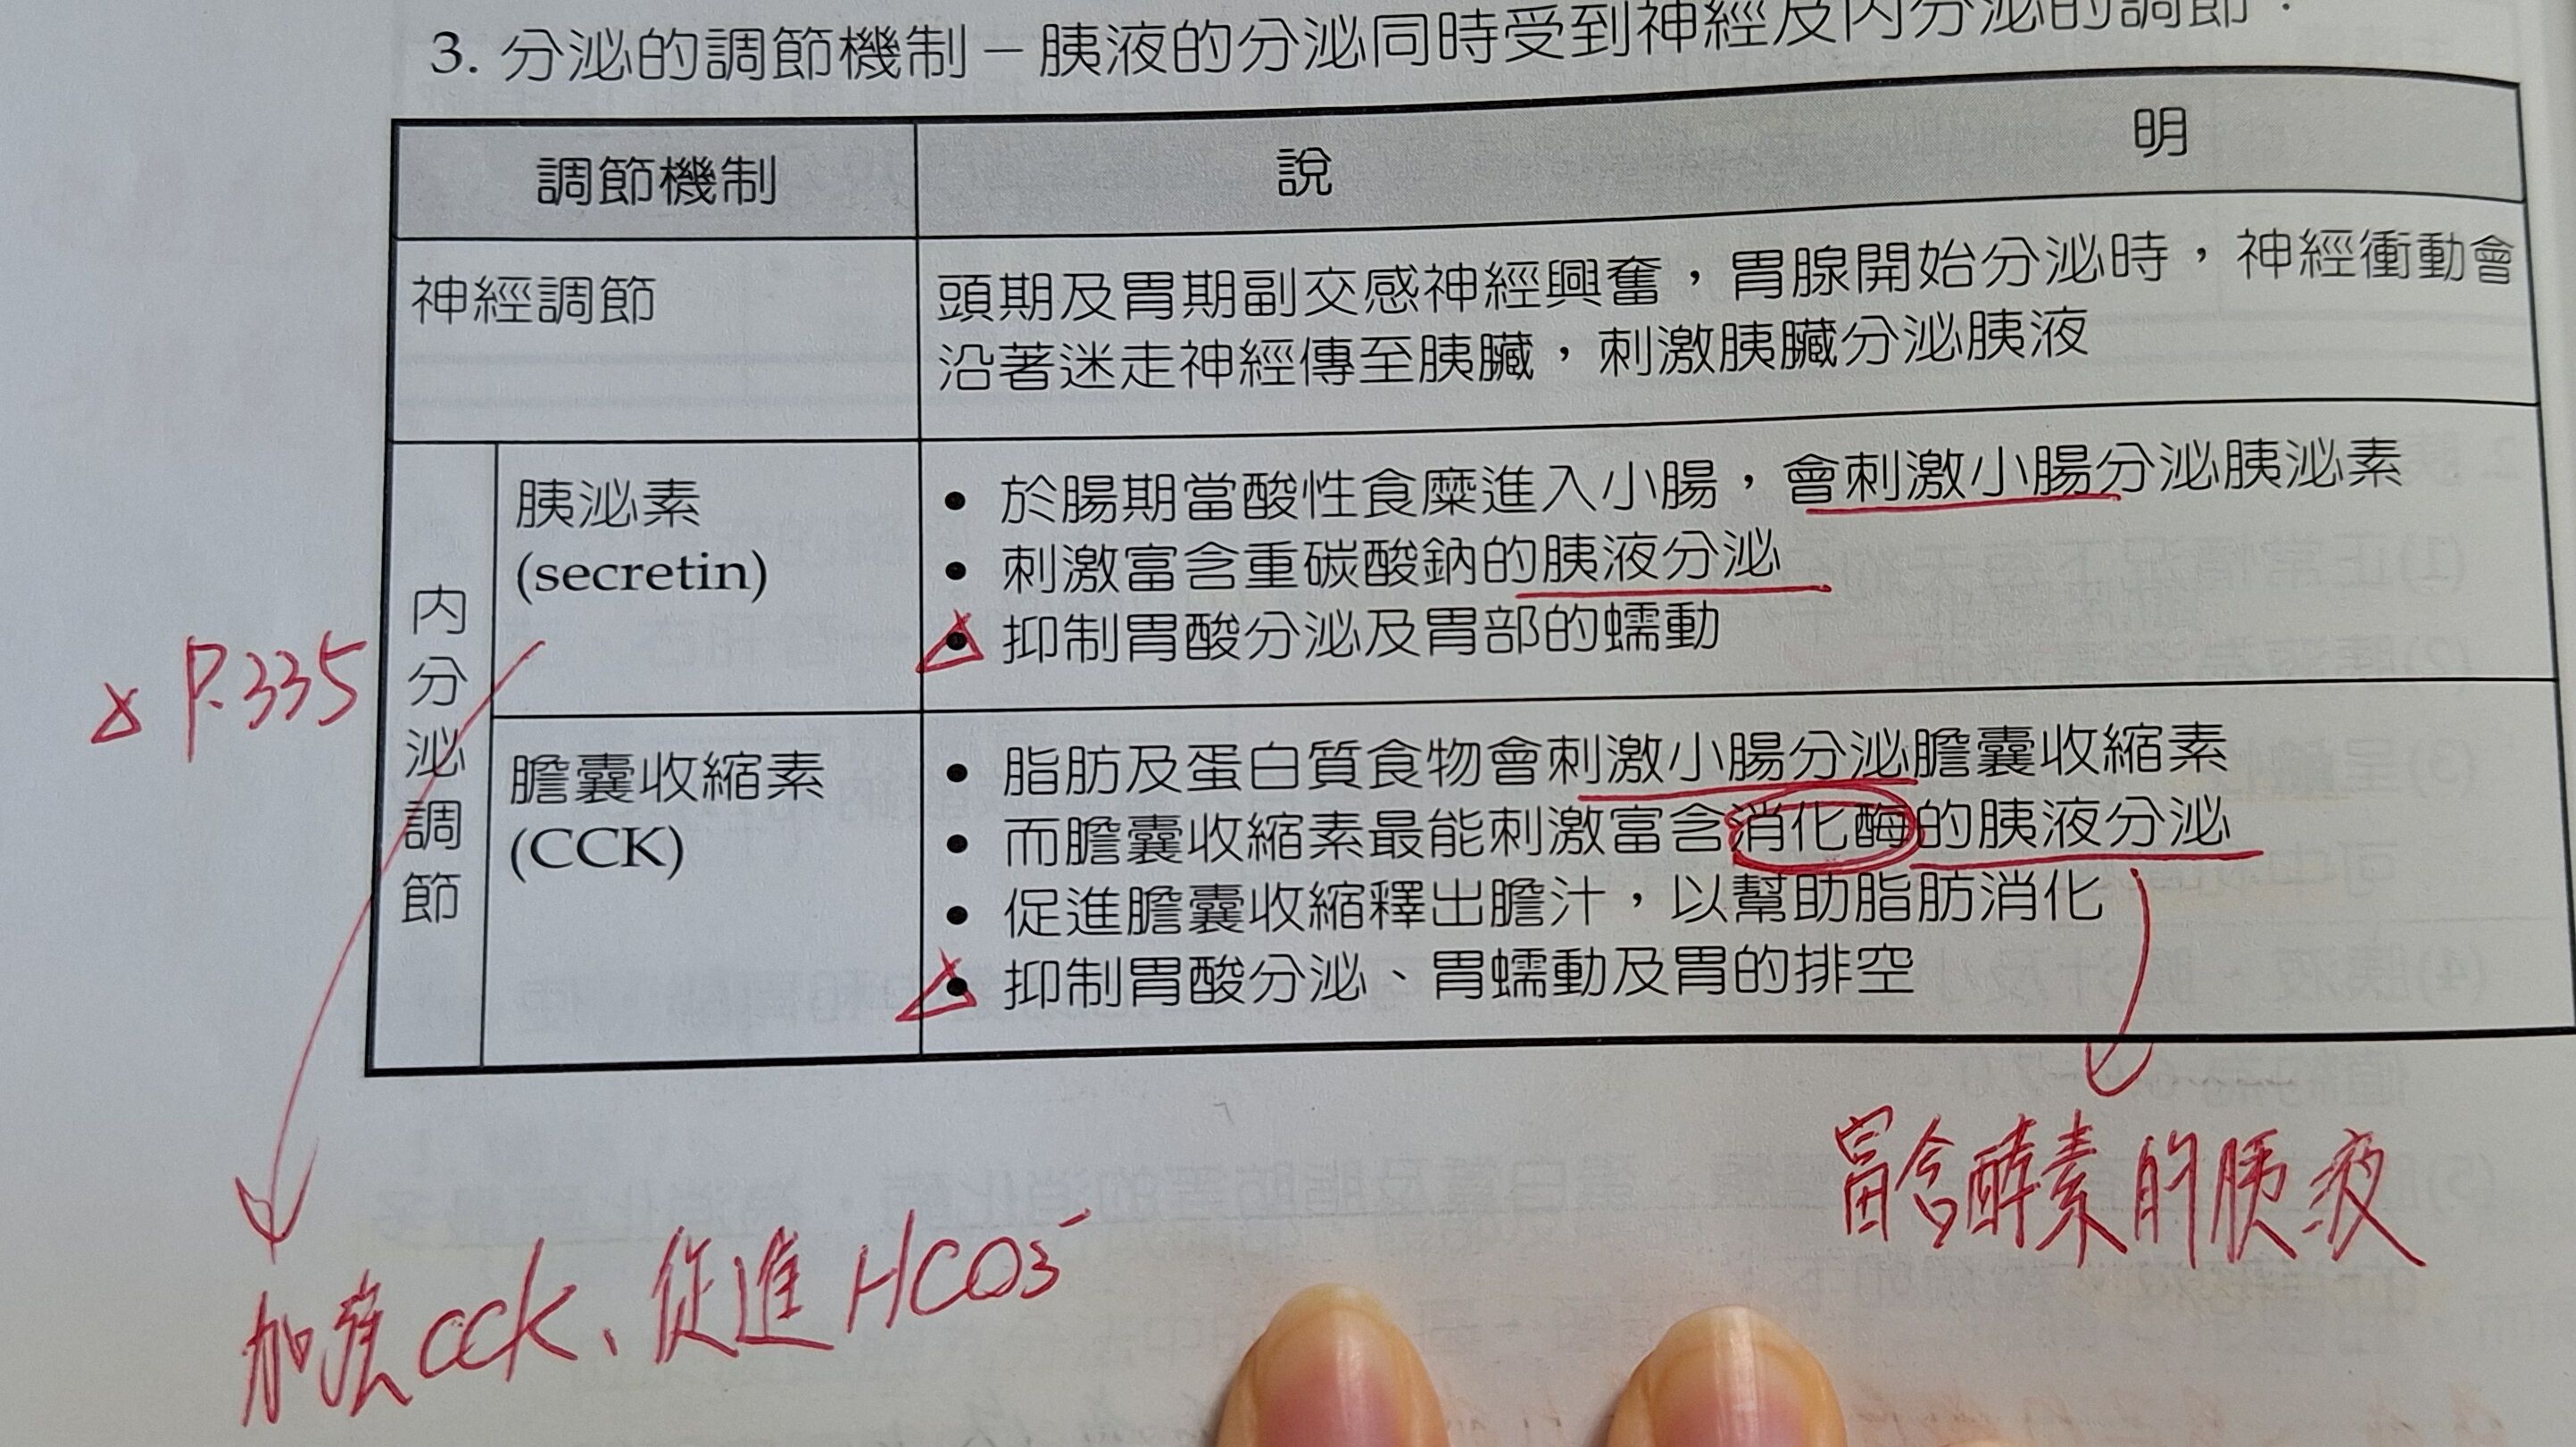 3. 分泌的調節機制－胰液的分泌同時受到神經及內分泌的調節：
調節機制
說 明
神經調節
頭期及胃期副交感神經興奮，胃腺開始分泌時，神經衝動會
沿著迷走神經傳至胰臟，刺激胰臟分泌胰液
內分泌調節
胰泌素
(secretin)
• 於腸期當酸性食糜進入小腸，會刺激小腸分泌胰泌素
• 刺激富含重碳酸鈉的胰液分泌
• 抑制胃酸分泌及胃部的蠕動
P.335
膽囊收縮素
(CCK)
• 脂肪及蛋白質食物會刺激小腸分泌膽囊收縮素
• 而膽囊收縮素最能刺激富含消化酶的胰液分泌
• 促進膽囊收縮釋出膽汁，以幫助脂肪消化
• 抑制胃酸分泌、胃蠕動及胃的排空
富含酵素的胰液
加強CCK、促進HCO3⁻